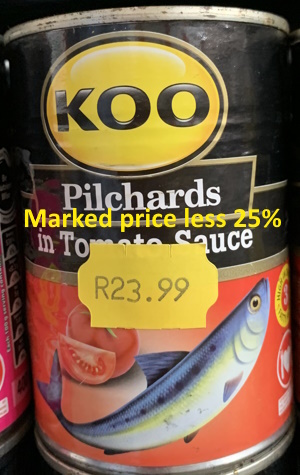 KOO
Pilchards
Marked price less 25%
in Tomato Sauce
R23.99